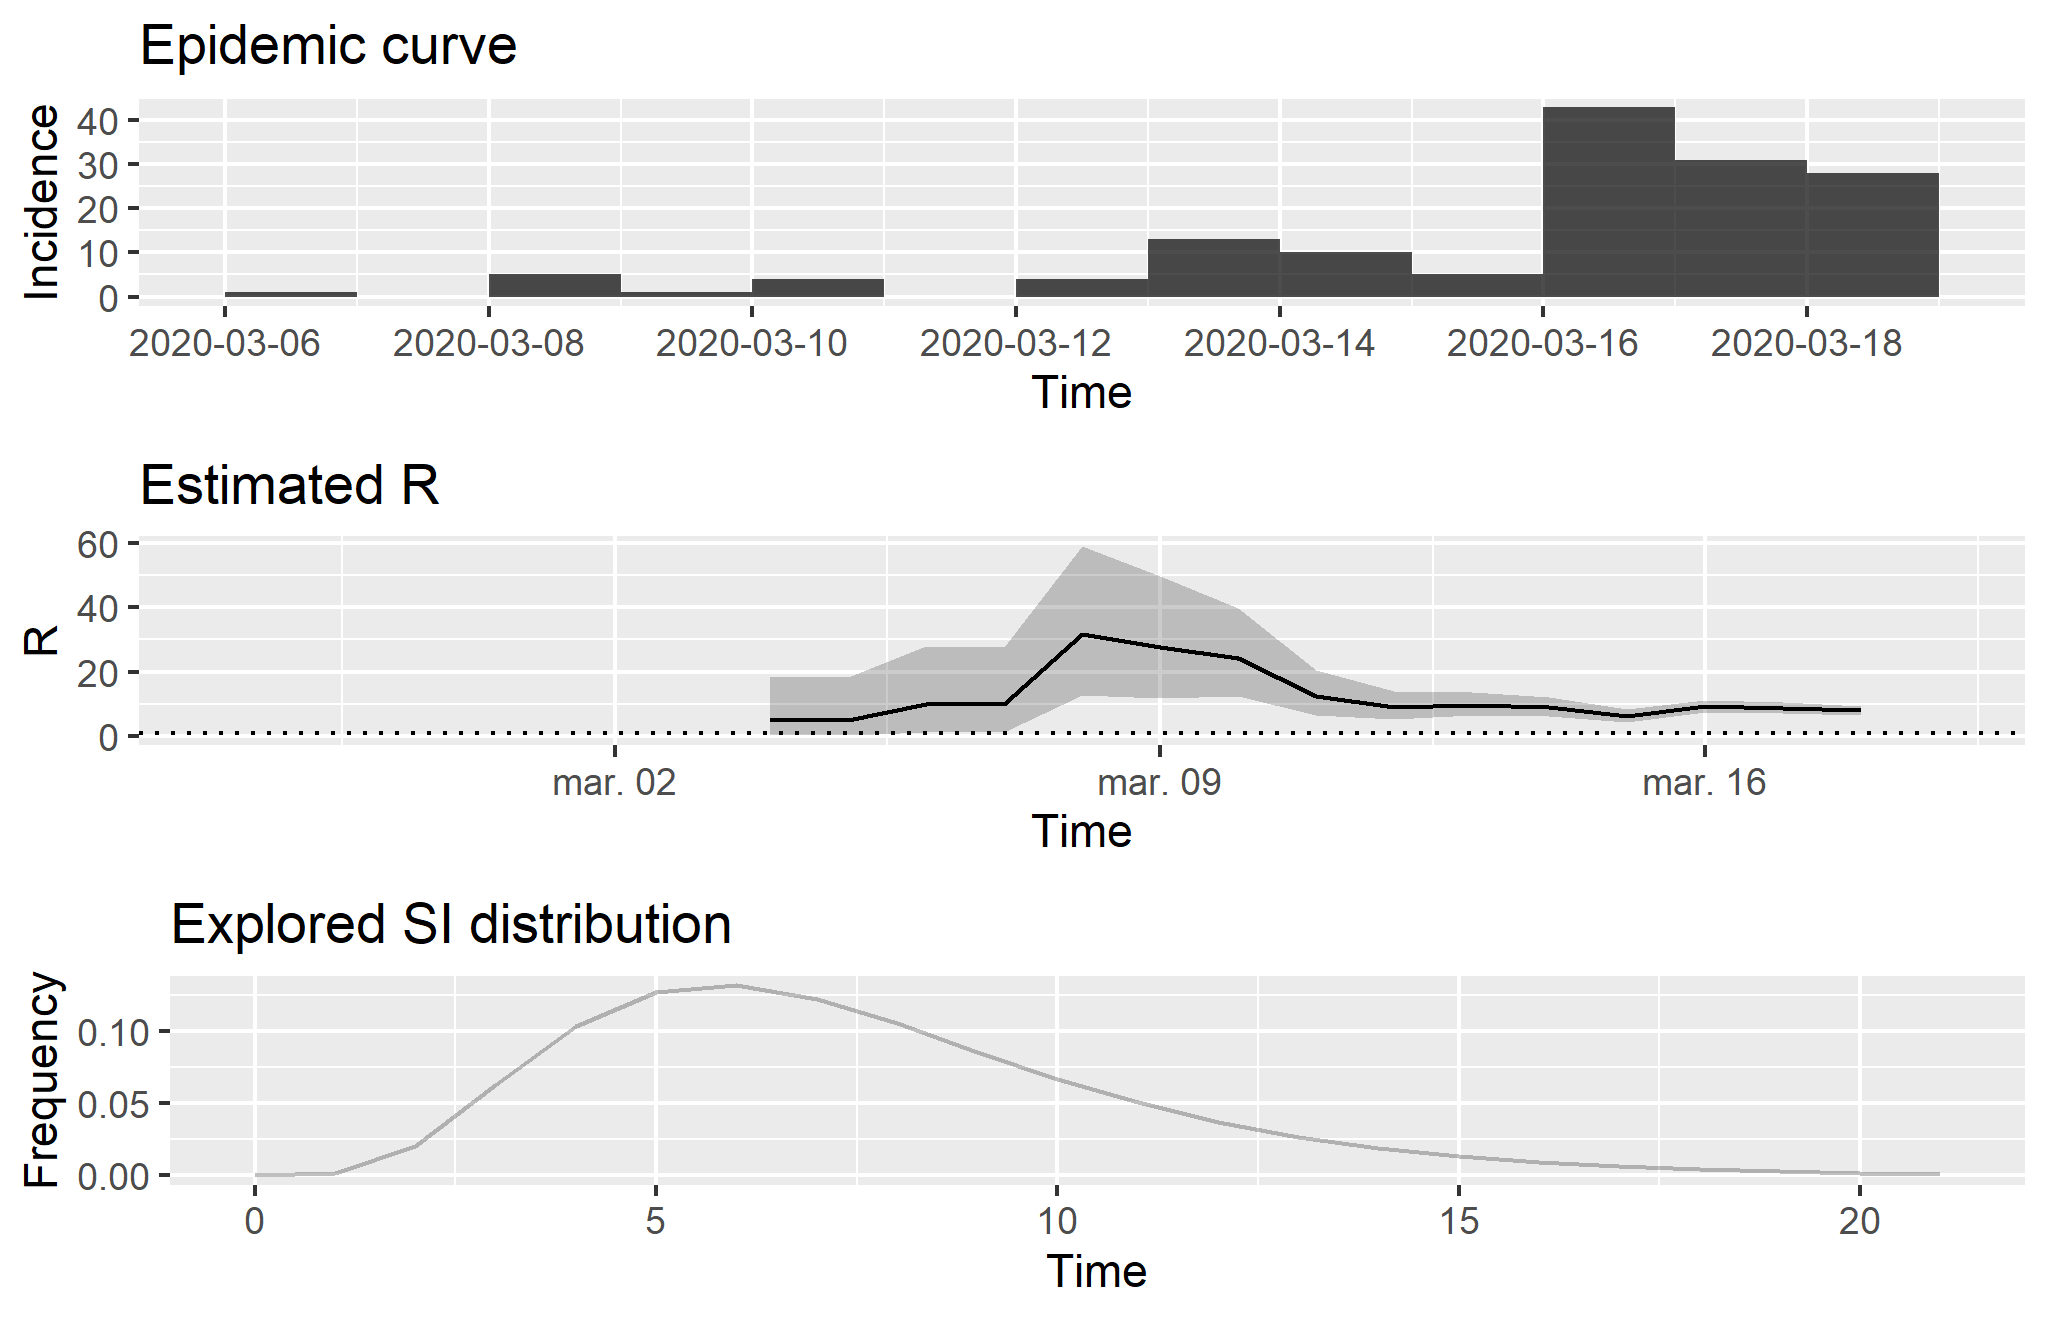 Epidemic curve
Incidence
40
30
20
10
0
2020-03-06 2020-03-08 2020-03-10 2020-03-12 2020-03-14 2020-03-16 2020-03-18
Time
Estimated R
R
60
40
20
0
mar. 02 mar. 09 mar. 16
Time
Explored SI distribution
Frequency
0.10
0.05
0.00
0 5 10 15 20
Time